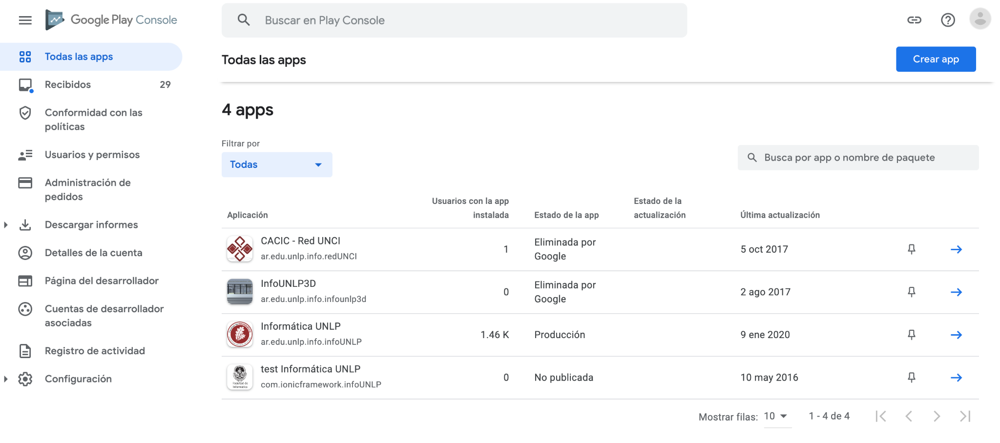 Google Play Console
Buscar en Play Console
Todas las apps
Recibidos 29
Conformidad con las
políticas
Usuarios y permisos
Administración de
pedidos
Descargar informes
Detalles de la cuenta
Página del desarrollador
Cuentas de desarrollador
asociadas
Registro de actividad
Configuración
Todas las apps
Crear app
4 apps
Filtrar por
Todas
Busca por app o nombre de paquete
Aplicación
Usuarios con la app
instalada
Estado de la app
Estado de la
actualización
Última actualización
CACIC - Red UNCI
ar.edu.unlp.info.redUNCI
1
Eliminada por
Google
5 oct 2017
InfoUNLP3D
ar.edu.unlp.info.infounlp3d
0
Eliminada por
Google
2 ago 2017
Informática UNLP
ar.edu.unlp.info.infoUNLP
1.46 K
Producción
9 ene 2020
Facultad de
Informática
test Informática UNLP
com.ionicframework.infoUNLP
0
No publicada
10 may 2016
Mostrar filas: 10
1 - 4 de 4